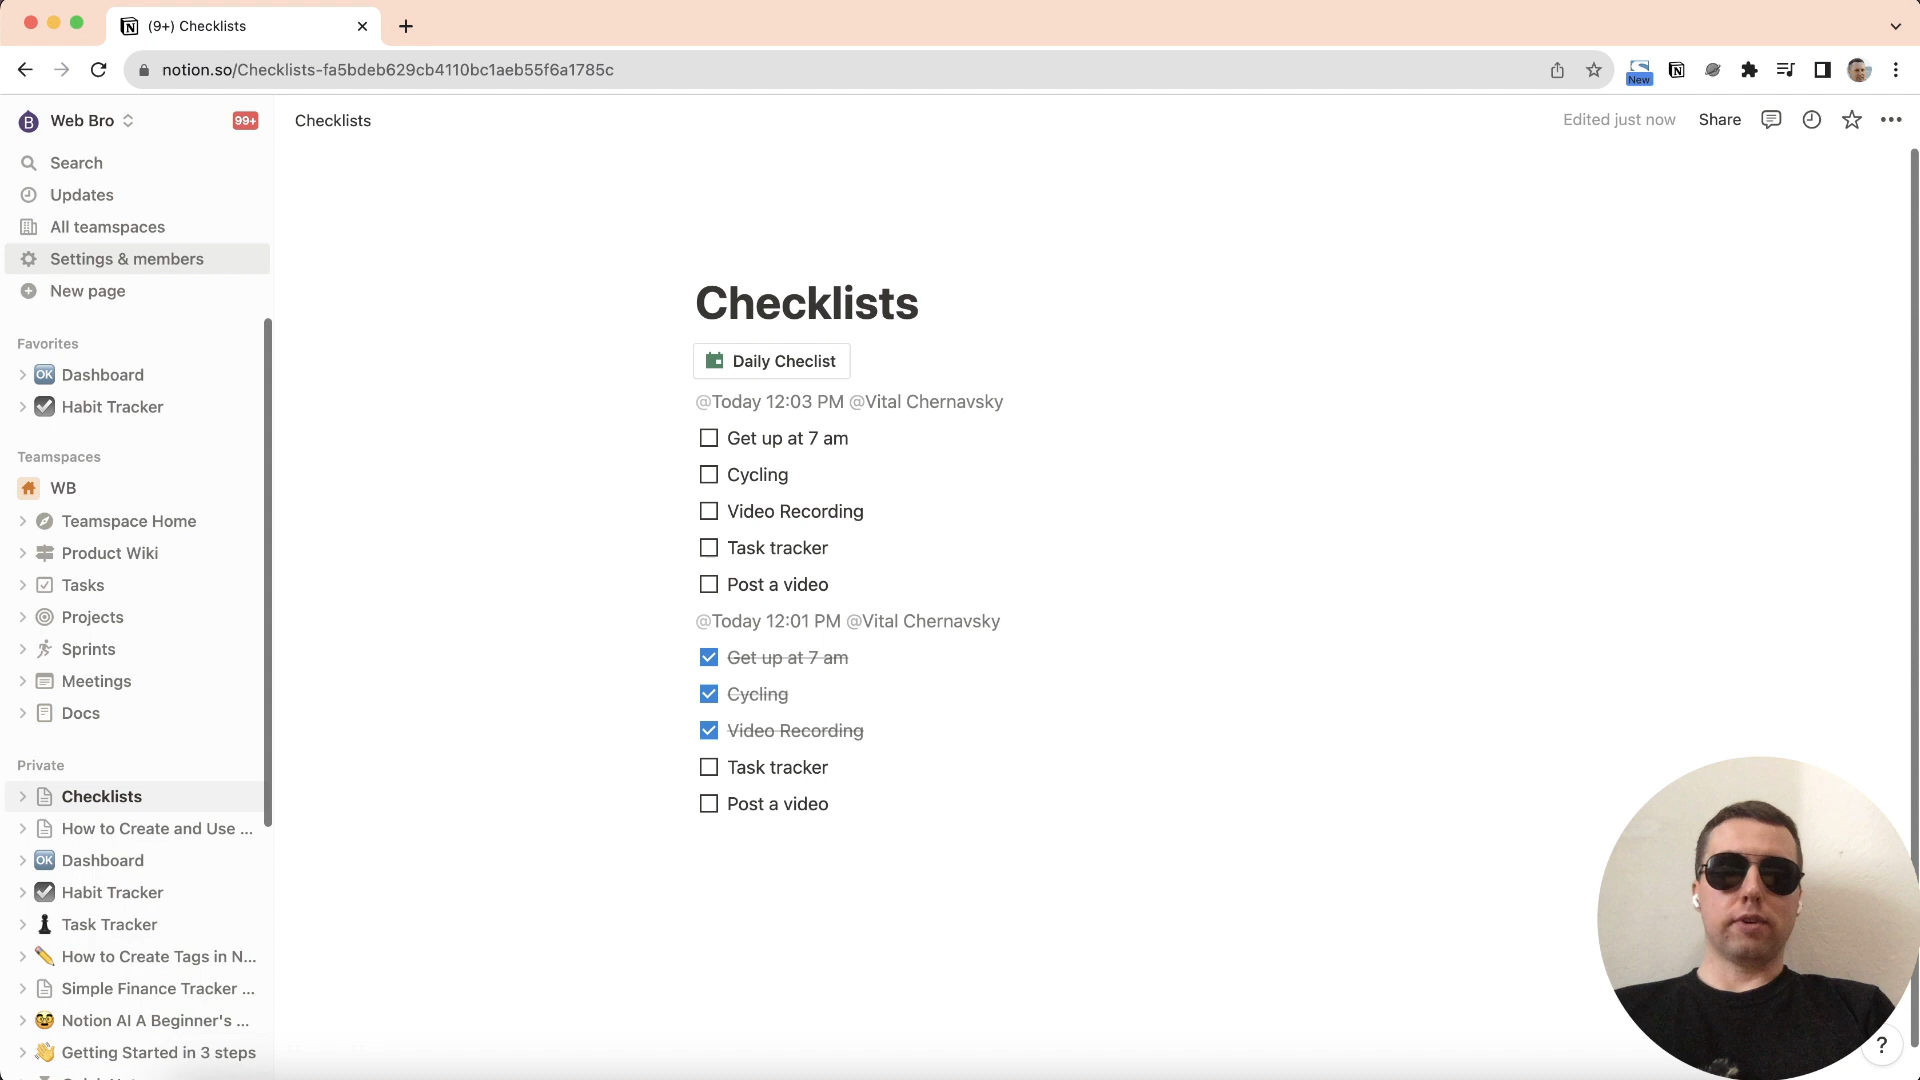 (9+) Checklists
notion.so/Checklists-fa5bdeb629cb4110bc1aeb55f6a1785c
New
B Web Bro 99+
Checklists
Edited just now Share
Search
Updates
All teamspaces
Settings & members
New page
Favorites
OK Dashboard
Habit Tracker
Teamspaces
WB
Teamspace Home
Product Wiki
Tasks
Projects
Sprints
Meetings
Docs
Private
Checklists
How to Create and Use ...
OK Dashboard
Habit Tracker
Task Tracker
How to Create Tags in N...
Simple Finance Tracker ...
Notion AI A Beginner's ...
Getting Started in 3 steps
Checklists
Daily Checlist
@Today 12:03 PM @Vital Chernavsky
Get up at 7 am
Cycling
Video Recording
Task tracker
Post a video
@Today 12:01 PM @Vital Chernavsky
Get up at 7 am
Cycling
Video Recording
Task tracker
Post a video
?